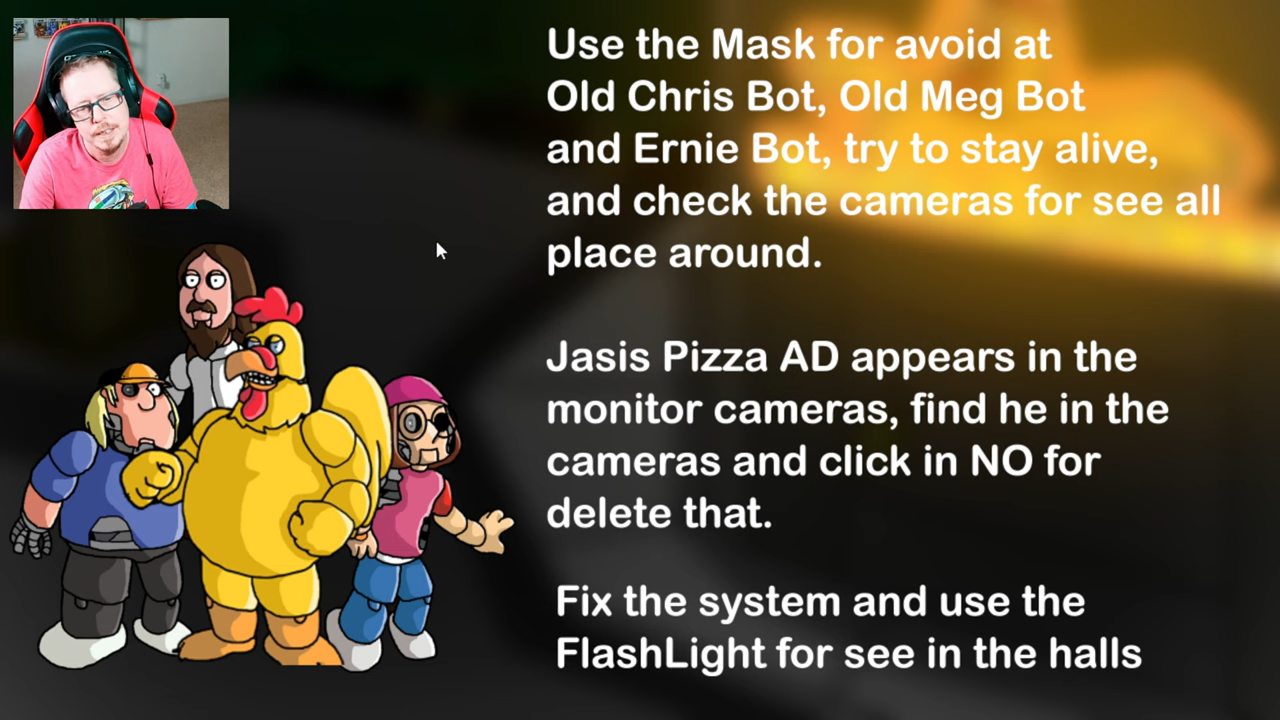 Use the Mask for avoid at
Old Chris Bot, Old Meg Bot
and Ernie Bot, try to stay alive,
and check the cameras for see all
place around.
Jasis Pizza AD appears in the
monitor cameras, find he in the
cameras and click in NO for
delete that.
Fix the system and use the
FlashLight for see in the halls